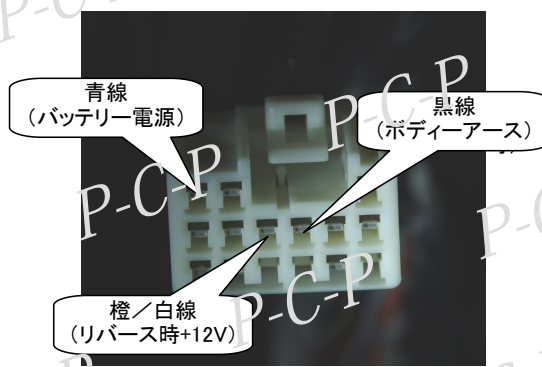 P-C-P
青線
(バッテリー電源)
P-C-P
黒線
(ボディーアース)
P-C-P
P-C
橙／白線
(リバース時+12V)
P-C-P